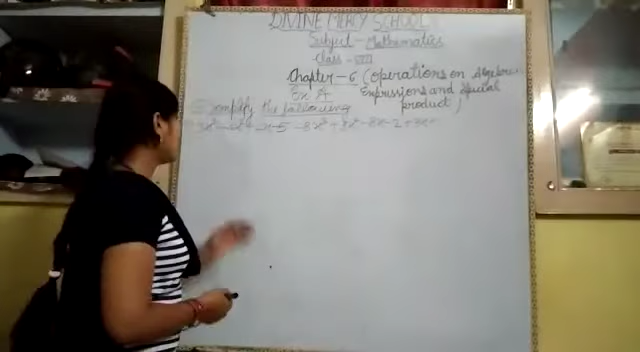 DIVINE MERCY SCHOOL
Subject - Mathematics
Class - VIII
Chapter - 6 (operations on Algebraic
Ex A Expressions and Special
product)
Simplify the following